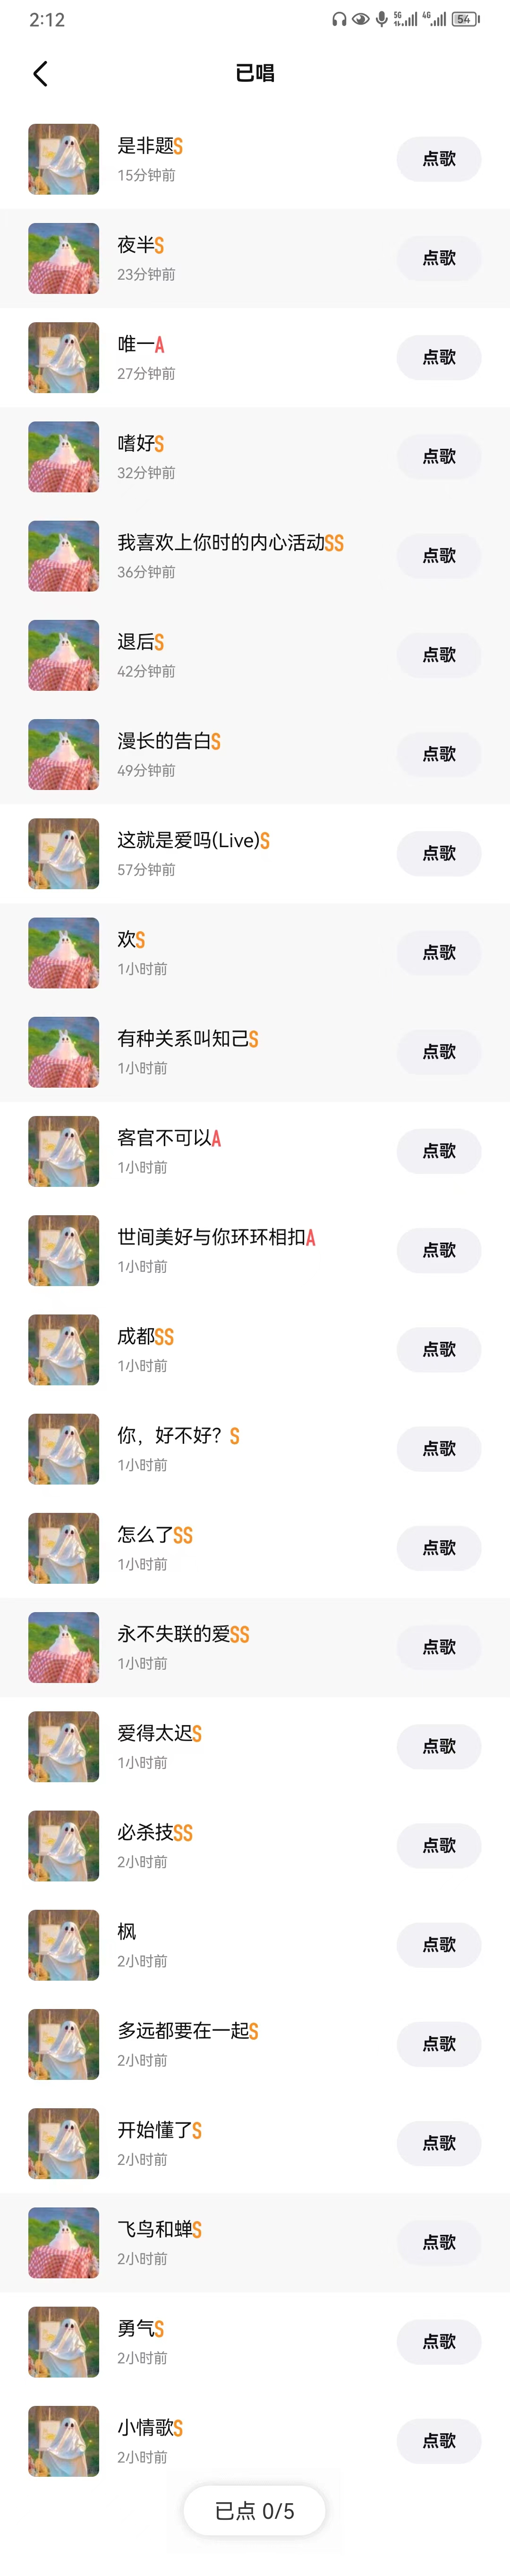 2:12
5G
4G
54
已唱
是非题S
15分钟前
点歌
夜半S
23分钟前
点歌
唯一A
27分钟前
点歌
嗜好S
32分钟前
点歌
我喜欢上你时的内心活动SS
36分钟前
点歌
退后S
42分钟前
点歌
漫长的告白S
49分钟前
点歌
这就是爱吗(Live)S
57分钟前
点歌
欢S
1小时前
点歌
有种关系叫知己S
1小时前
点歌
客官不可以A
1小时前
点歌
世间美好与你环环相扣A
1小时前
点歌
成都SS
1小时前
点歌
你，好不好？S
1小时前
点歌
怎么了SS
1小时前
点歌
永不失联的爱SS
1小时前
点歌
爱得太迟S
1小时前
点歌
必杀技SS
2小时前
点歌
枫
2小时前
点歌
多远都要在一起S
2小时前
点歌
开始懂了S
2小时前
点歌
飞鸟和蝉S
2小时前
点歌
勇气S
2小时前
点歌
小情歌S
2小时前
点歌
已点 0/5